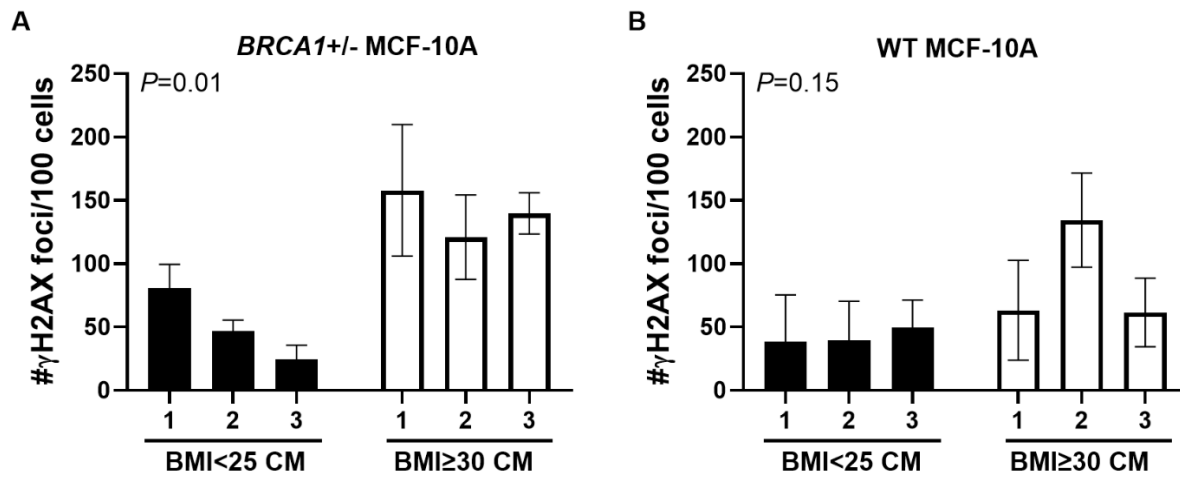 A
BRCA1+/- MCF-10A
#γH2AX foci/100 cells
250
200
150
100
50
0
P=0.01
1 2 3 1 2 3
BMI<25 CM BMI≥30 CM
B
WT MCF-10A
#γH2AX foci/100 cells
250
200
150
100
50
0
P=0.15
1 2 3 1 2 3
BMI<25 CM BMI≥30 CM